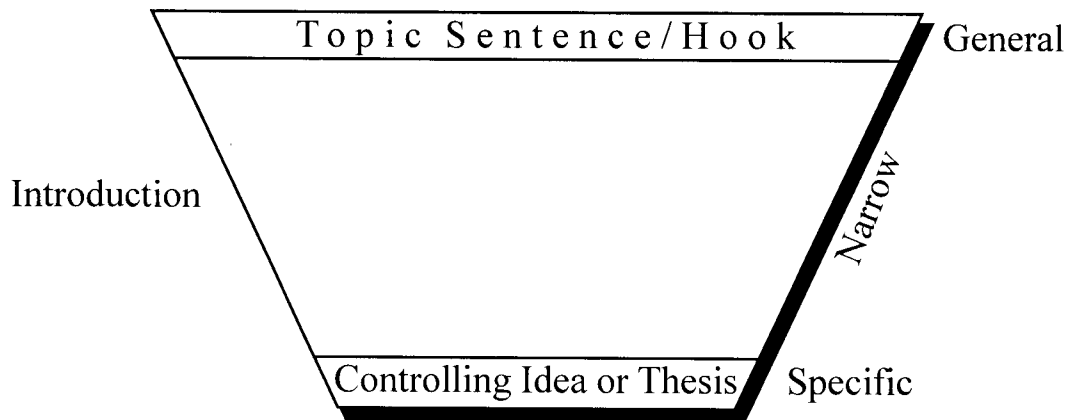 Topic Sentence/Hook
General
Introduction
Narrow
Controlling Idea or Thesis
Specific